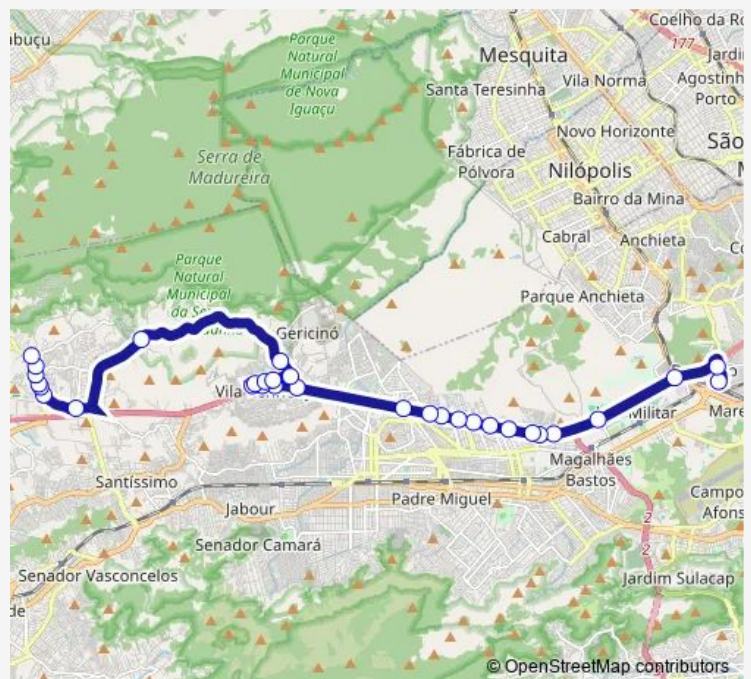 Coelho da
abuçu
Parque
Natural
Municipal
de Nova
Iguaçu
177
Mesquita
Jardi
Vila Norma
Agostinh
Porto
Santa Teresinha
Novo Horizonte
São
Serra de
Madureira
Fábrica de
Pólvora
Nilópolis
Bairro da Mina
Cabral
Anchieta
Parque
Natural
Municipal
Parque Anchieta
Gericinó
Vila
Militar
Mare
Magalhães
Bastos
Santíssimo
Padre Miguel
Campo
Afons
Jabour
2
2
Senador Camará
Senador Vasconcelos
de
Jardim Sulacap
© OpenStreetMap contributors